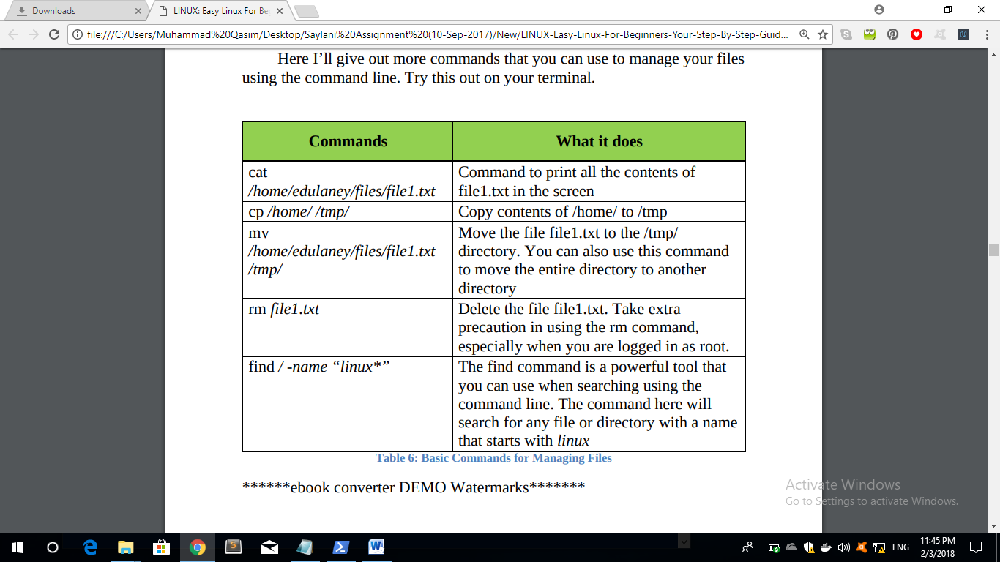 Downloads
LINUX: Easy Linux For Be
file:///C:/Users/Muhammad%20Qasim/Desktop/Saylani%20Assignment%20(10-Sep-2017)/New/LINUX-Easy-Linux-For-Beginners-Your-Step-By-Step-Guid...
Here I’ll give out more commands that you can use to manage your files
using the command line. Try this out on your terminal.
Commands
What it does
cat
/home/edulaney/files/file1.txt
Command to print all the contents of
file1.txt in the screen
cp /home/ /tmp/
Copy contents of /home/ to /tmp
mv
/home/edulaney/files/file1.txt
/tmp/
Move the file file1.txt to the /tmp/
directory. You can also use this command
to move the entire directory to another
directory
rm file1.txt
Delete the file file1.txt. Take extra
precaution in using the rm command,
especially when you are logged in as root.
find / -name “linux*”
The find command is a powerful tool that
you can use when searching using the
command line. The command here will
search for any file or directory with a name
that starts with linux
Table 6: Basic Commands for Managing Files
******ebook converter DEMO Watermarks*******
Activate Windows
Go to Settings to activate Windows.
ENG
11:45 PM
2/3/2018